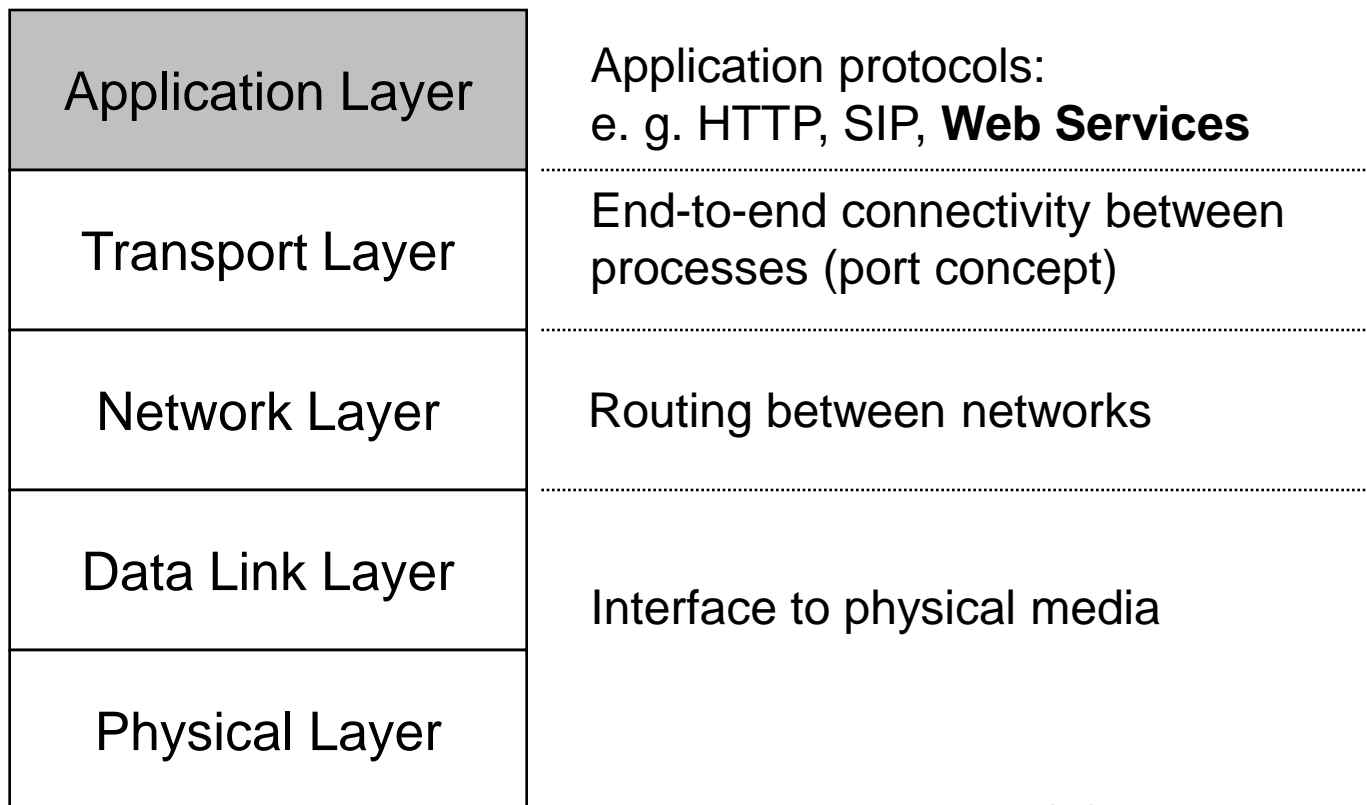 Application Layer
Application protocols:
e. g. HTTP, SIP, Web Services
Transport Layer
End-to-end connectivity between
processes (port concept)
Network Layer
Routing between networks
Data Link Layer
Interface to physical media
Physical Layer